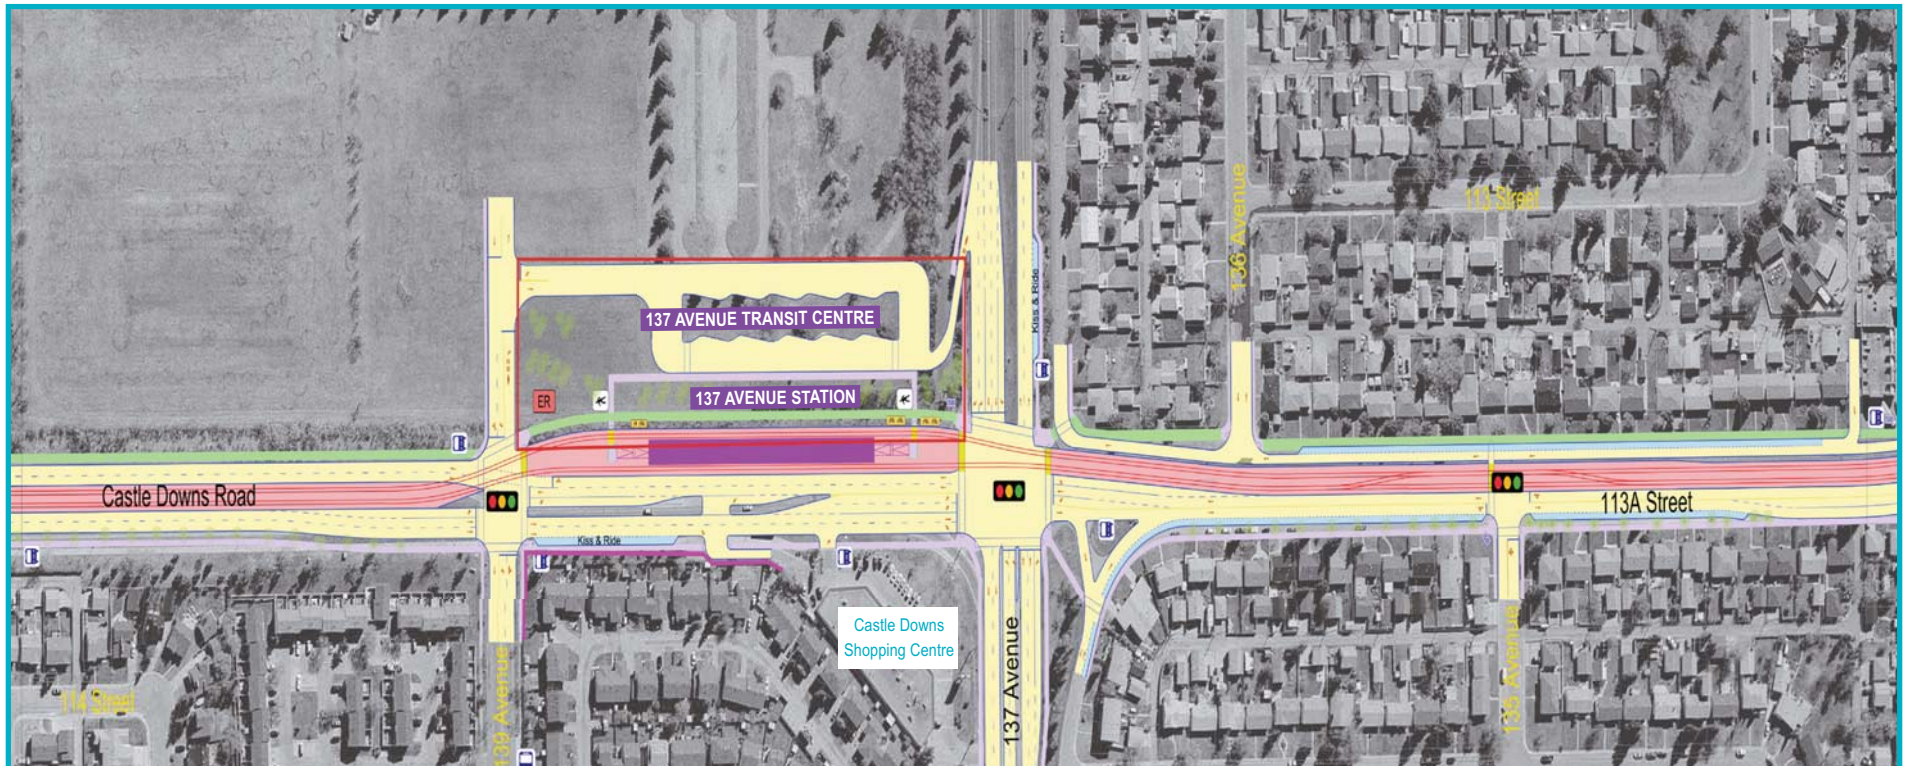 113 Street
136 Avenue
Kiss & Ride
137 AVENUE TRANSIT CENTRE
ER
137 AVENUE STATION
Castle Downs Road
113A Street
Kiss & Ride
Castle Downs
Shopping Centre
137 Avenue
139 Avenue
135 Avenue
114 Street